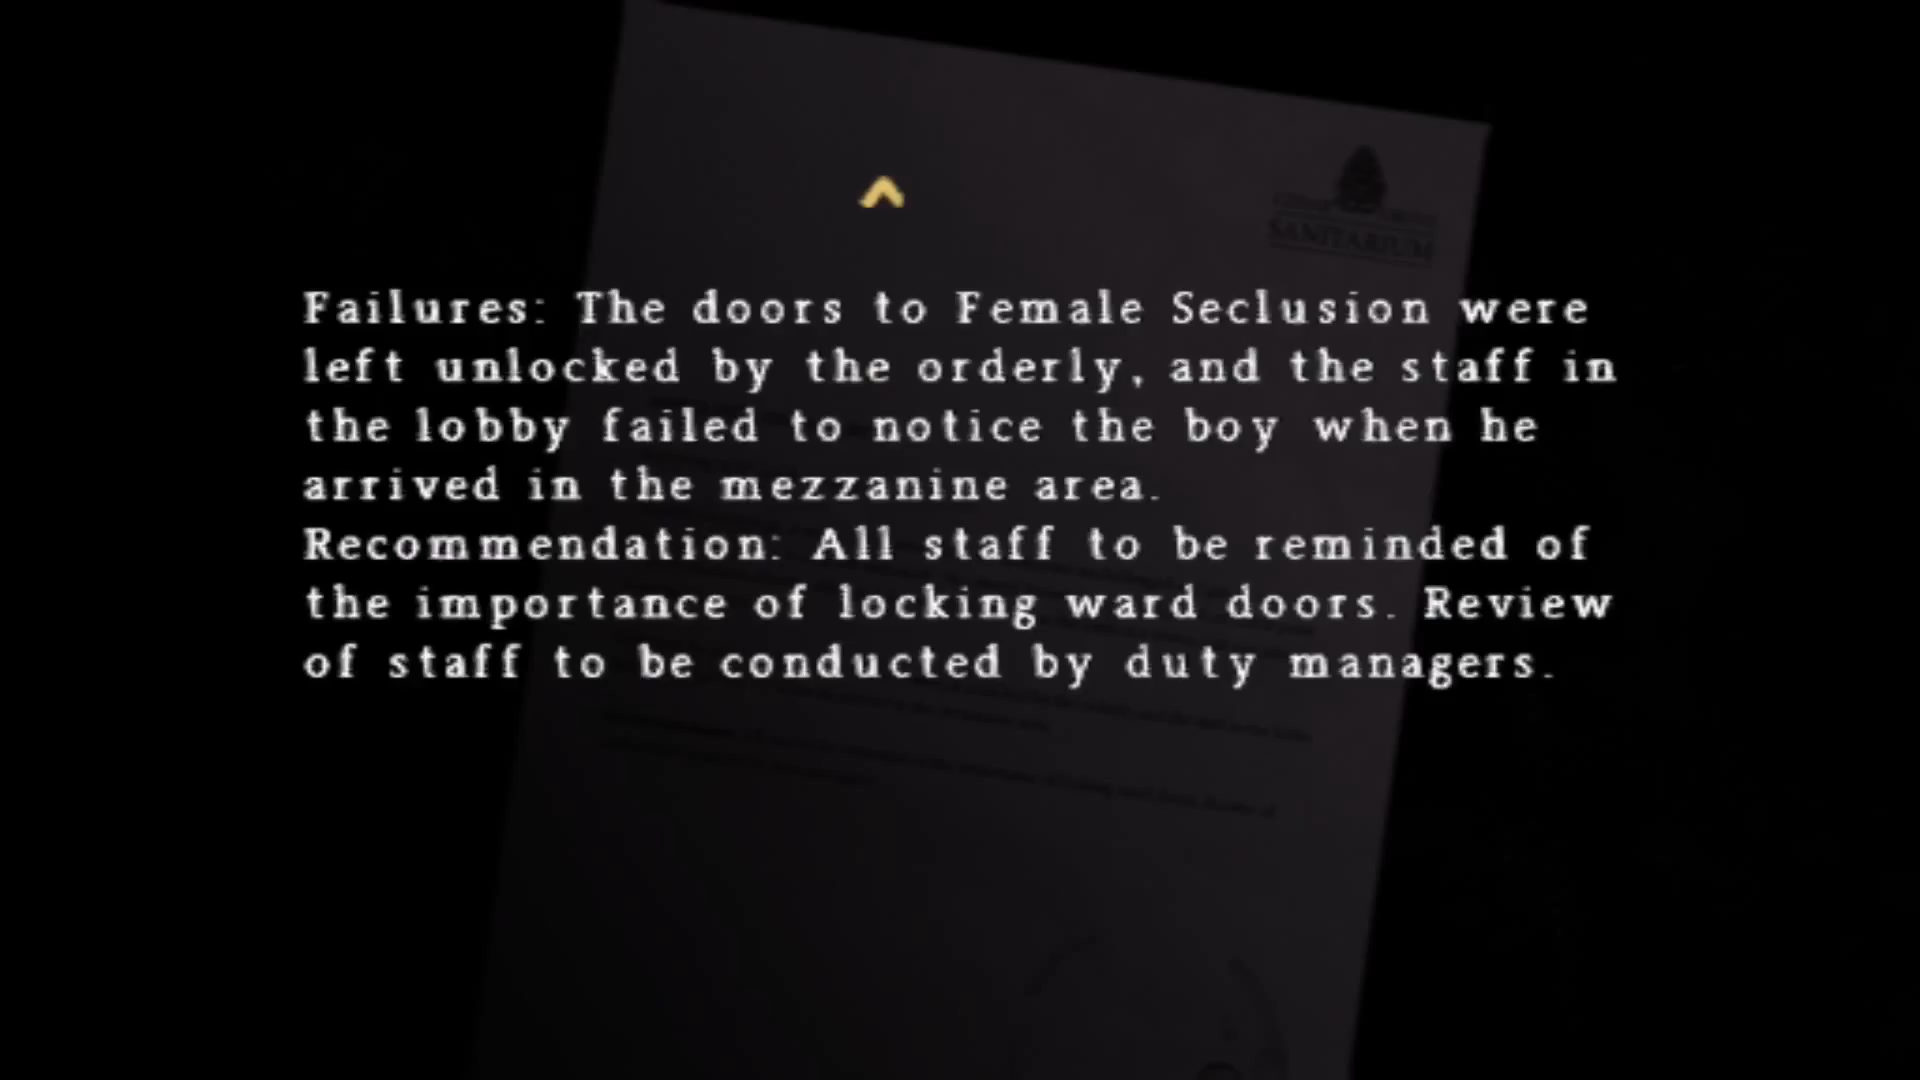 SANITARIUM
Failures: The doors to Female Seclusion were
left unlocked by the orderly, and the staff in
the lobby failed to notice the boy when he
arrived in the mezzanine area.
Recommendation: All staff to be reminded of
the importance of locking ward doors. Review
of staff to be conducted by duty managers.